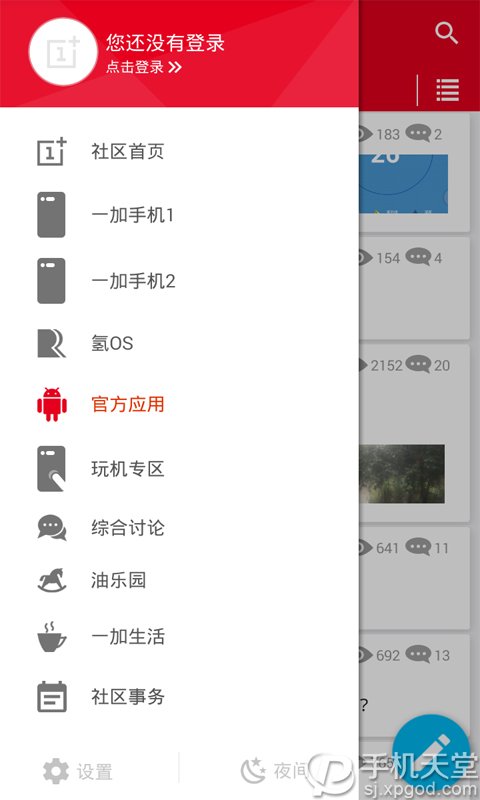 您还没有登录
点击登录
社区首页
一加手机1
一加手机2
氢OS
官方应用
玩机专区
综合讨论
油乐园
一加生活
社区事务
设置
夜间
183 2
26
154 4
2152 20
641 11
692 13
?
65
手机天堂
sj.xpgod.com